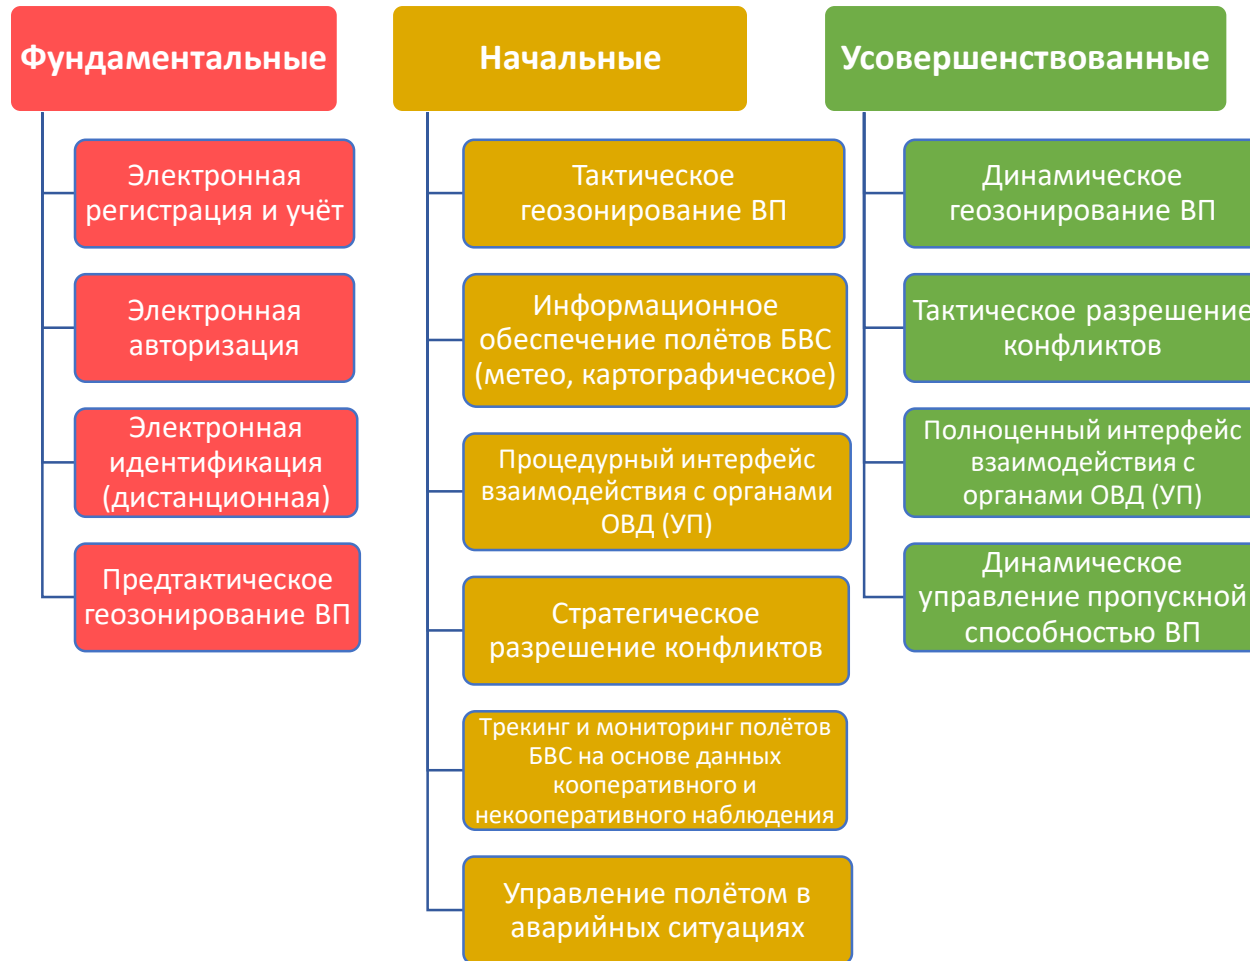 Фундаментальные
Электронная
регистрация и учёт
Электронная
авторизация
Электронная
идентификация
(дистанционная)
Предтактическое
геозонирование ВП
Начальные
Тактическое
геозонирование ВП
Информационное
обеспечение полётов БВС
(метео, картографическое)
Процедурный интерфейс
взаимодействия с органами
ОВД (УП)
Стратегическое
разрешение конфликтов
Трекинг и мониторинг полётов
БВС на основе данных
кооперативного и
некооперативного наблюдения
Управление полётом в
аварийных ситуациях
Усовершенствованные
Динамическое
геозонирование ВП
Тактическое разрешение
конфликтов
Полноценный интерфейс
взаимодействия с
органами ОВД (УП)
Динамическое
управление пропускной
способностью ВП